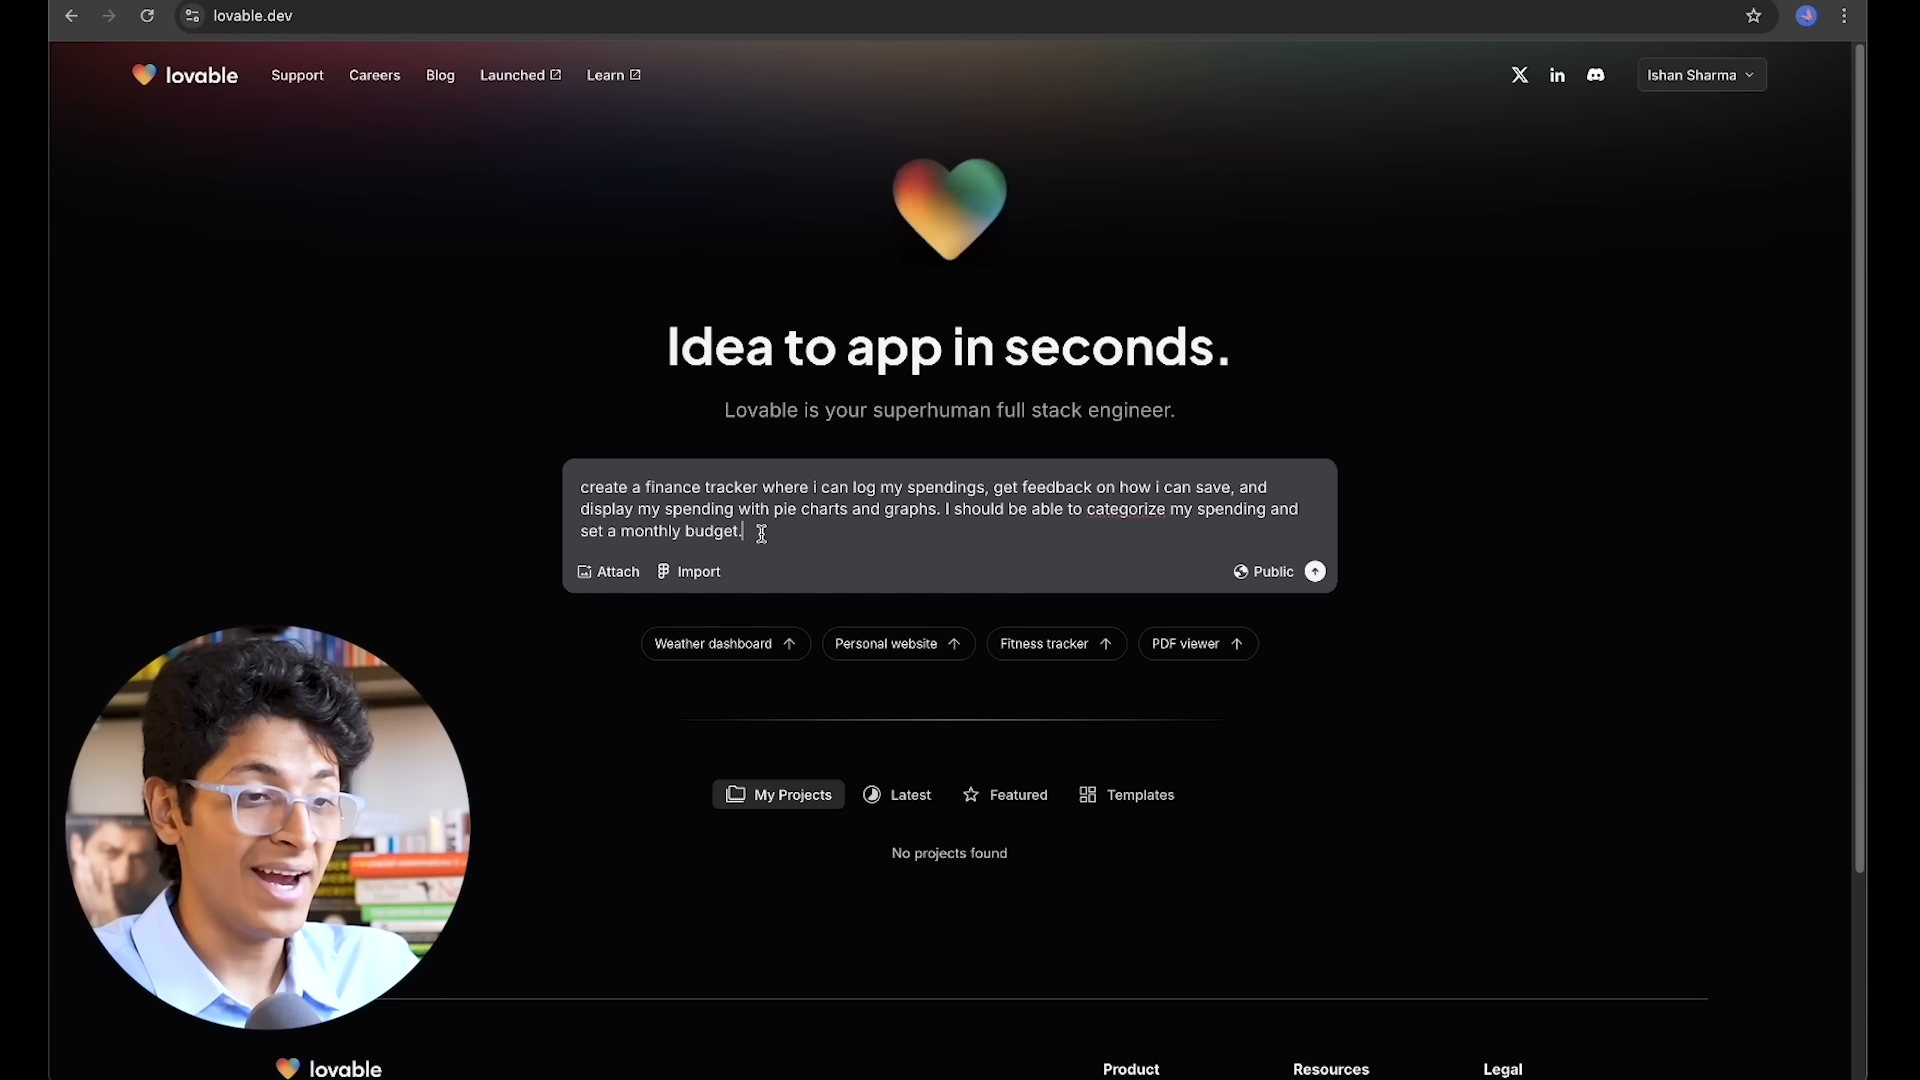 lovable.dev
lovable Support Careers Blog Launched Learn Ishan Sharma
Idea to app in seconds.
Lovable is your superhuman full stack engineer.
create a finance tracker where i can log my spendings, get feedback on how i can save, and
display my spending with pie charts and graphs. I should be able to categorize my spending and
set a monthly budget.
Attach Import Public
Weather dashboard Personal website Fitness tracker PDF viewer
My Projects Latest Featured Templates
No projects found
lovable Product Resources Legal